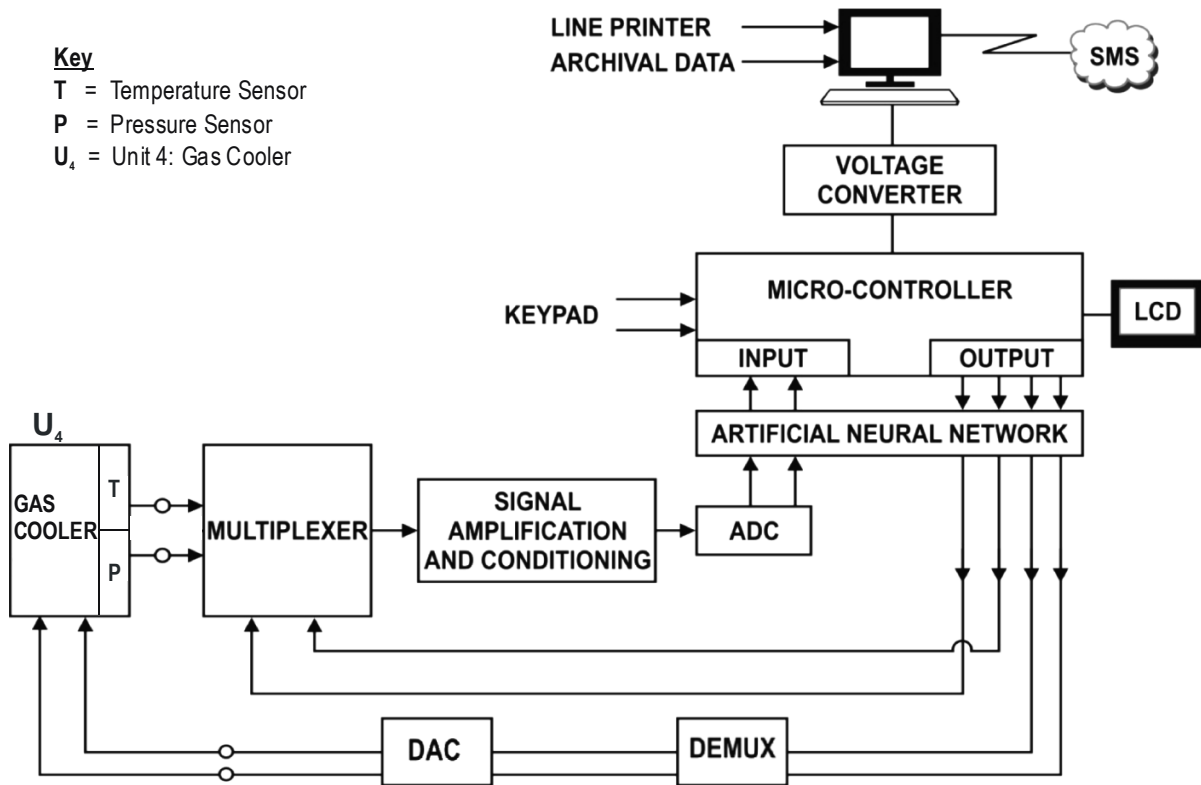 LINE PRINTER
ARCHIVAL DATA
SMS
Key
T = Temperature Sensor
P = Pressure Sensor
U₄ = Unit 4: Gas Cooler
VOLTAGE
CONVERTER
MICRO-CONTROLLER
KEYPAD
LCD
INPUT
OUTPUT
ARTIFICIAL NEURAL NETWORK
U₄
GAS
COOLER
T
P
MULTIPLEXER
SIGNAL
AMPLIFICATION
AND CONDITIONING
ADC
DAC
DEMUX